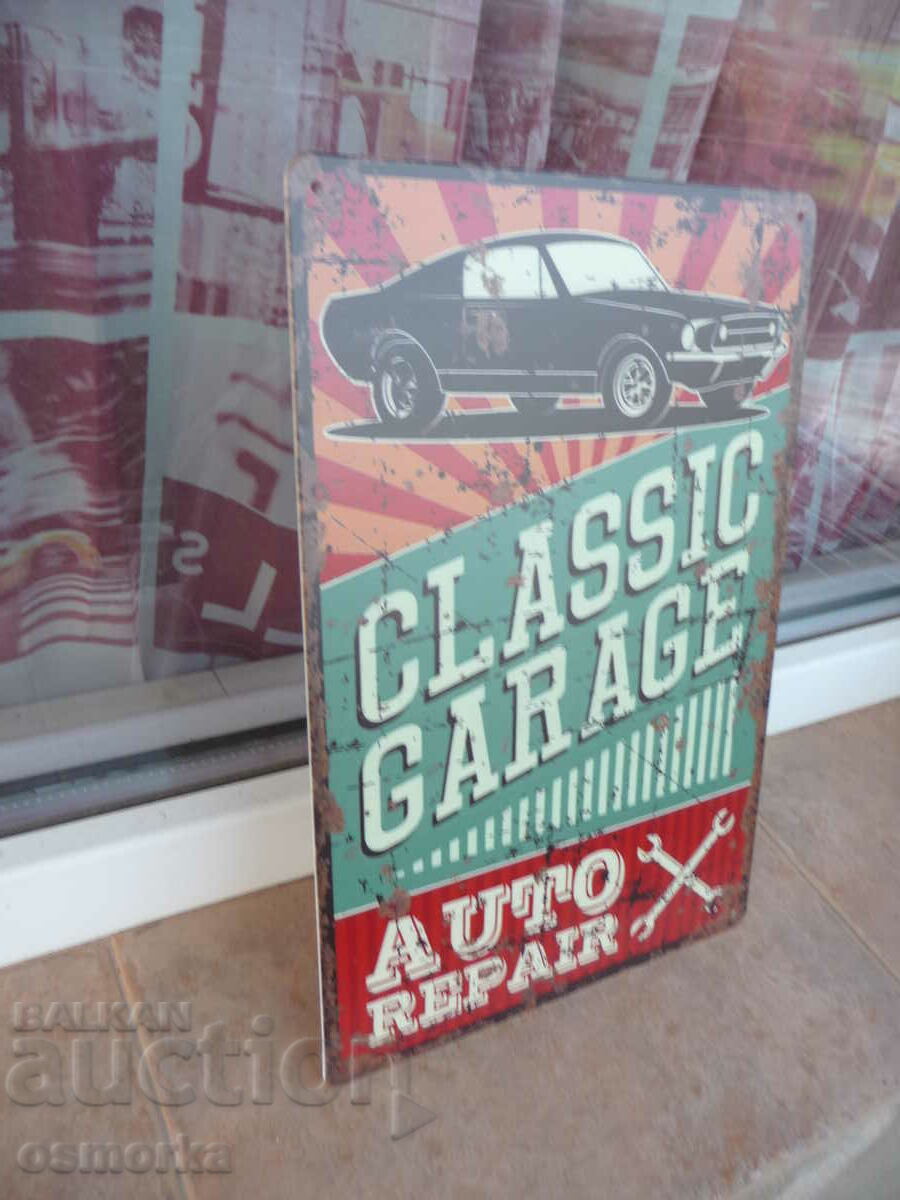 CLASSIC
GARAGE
AUTO
REPAIR
BALKAN
auction
osmorka